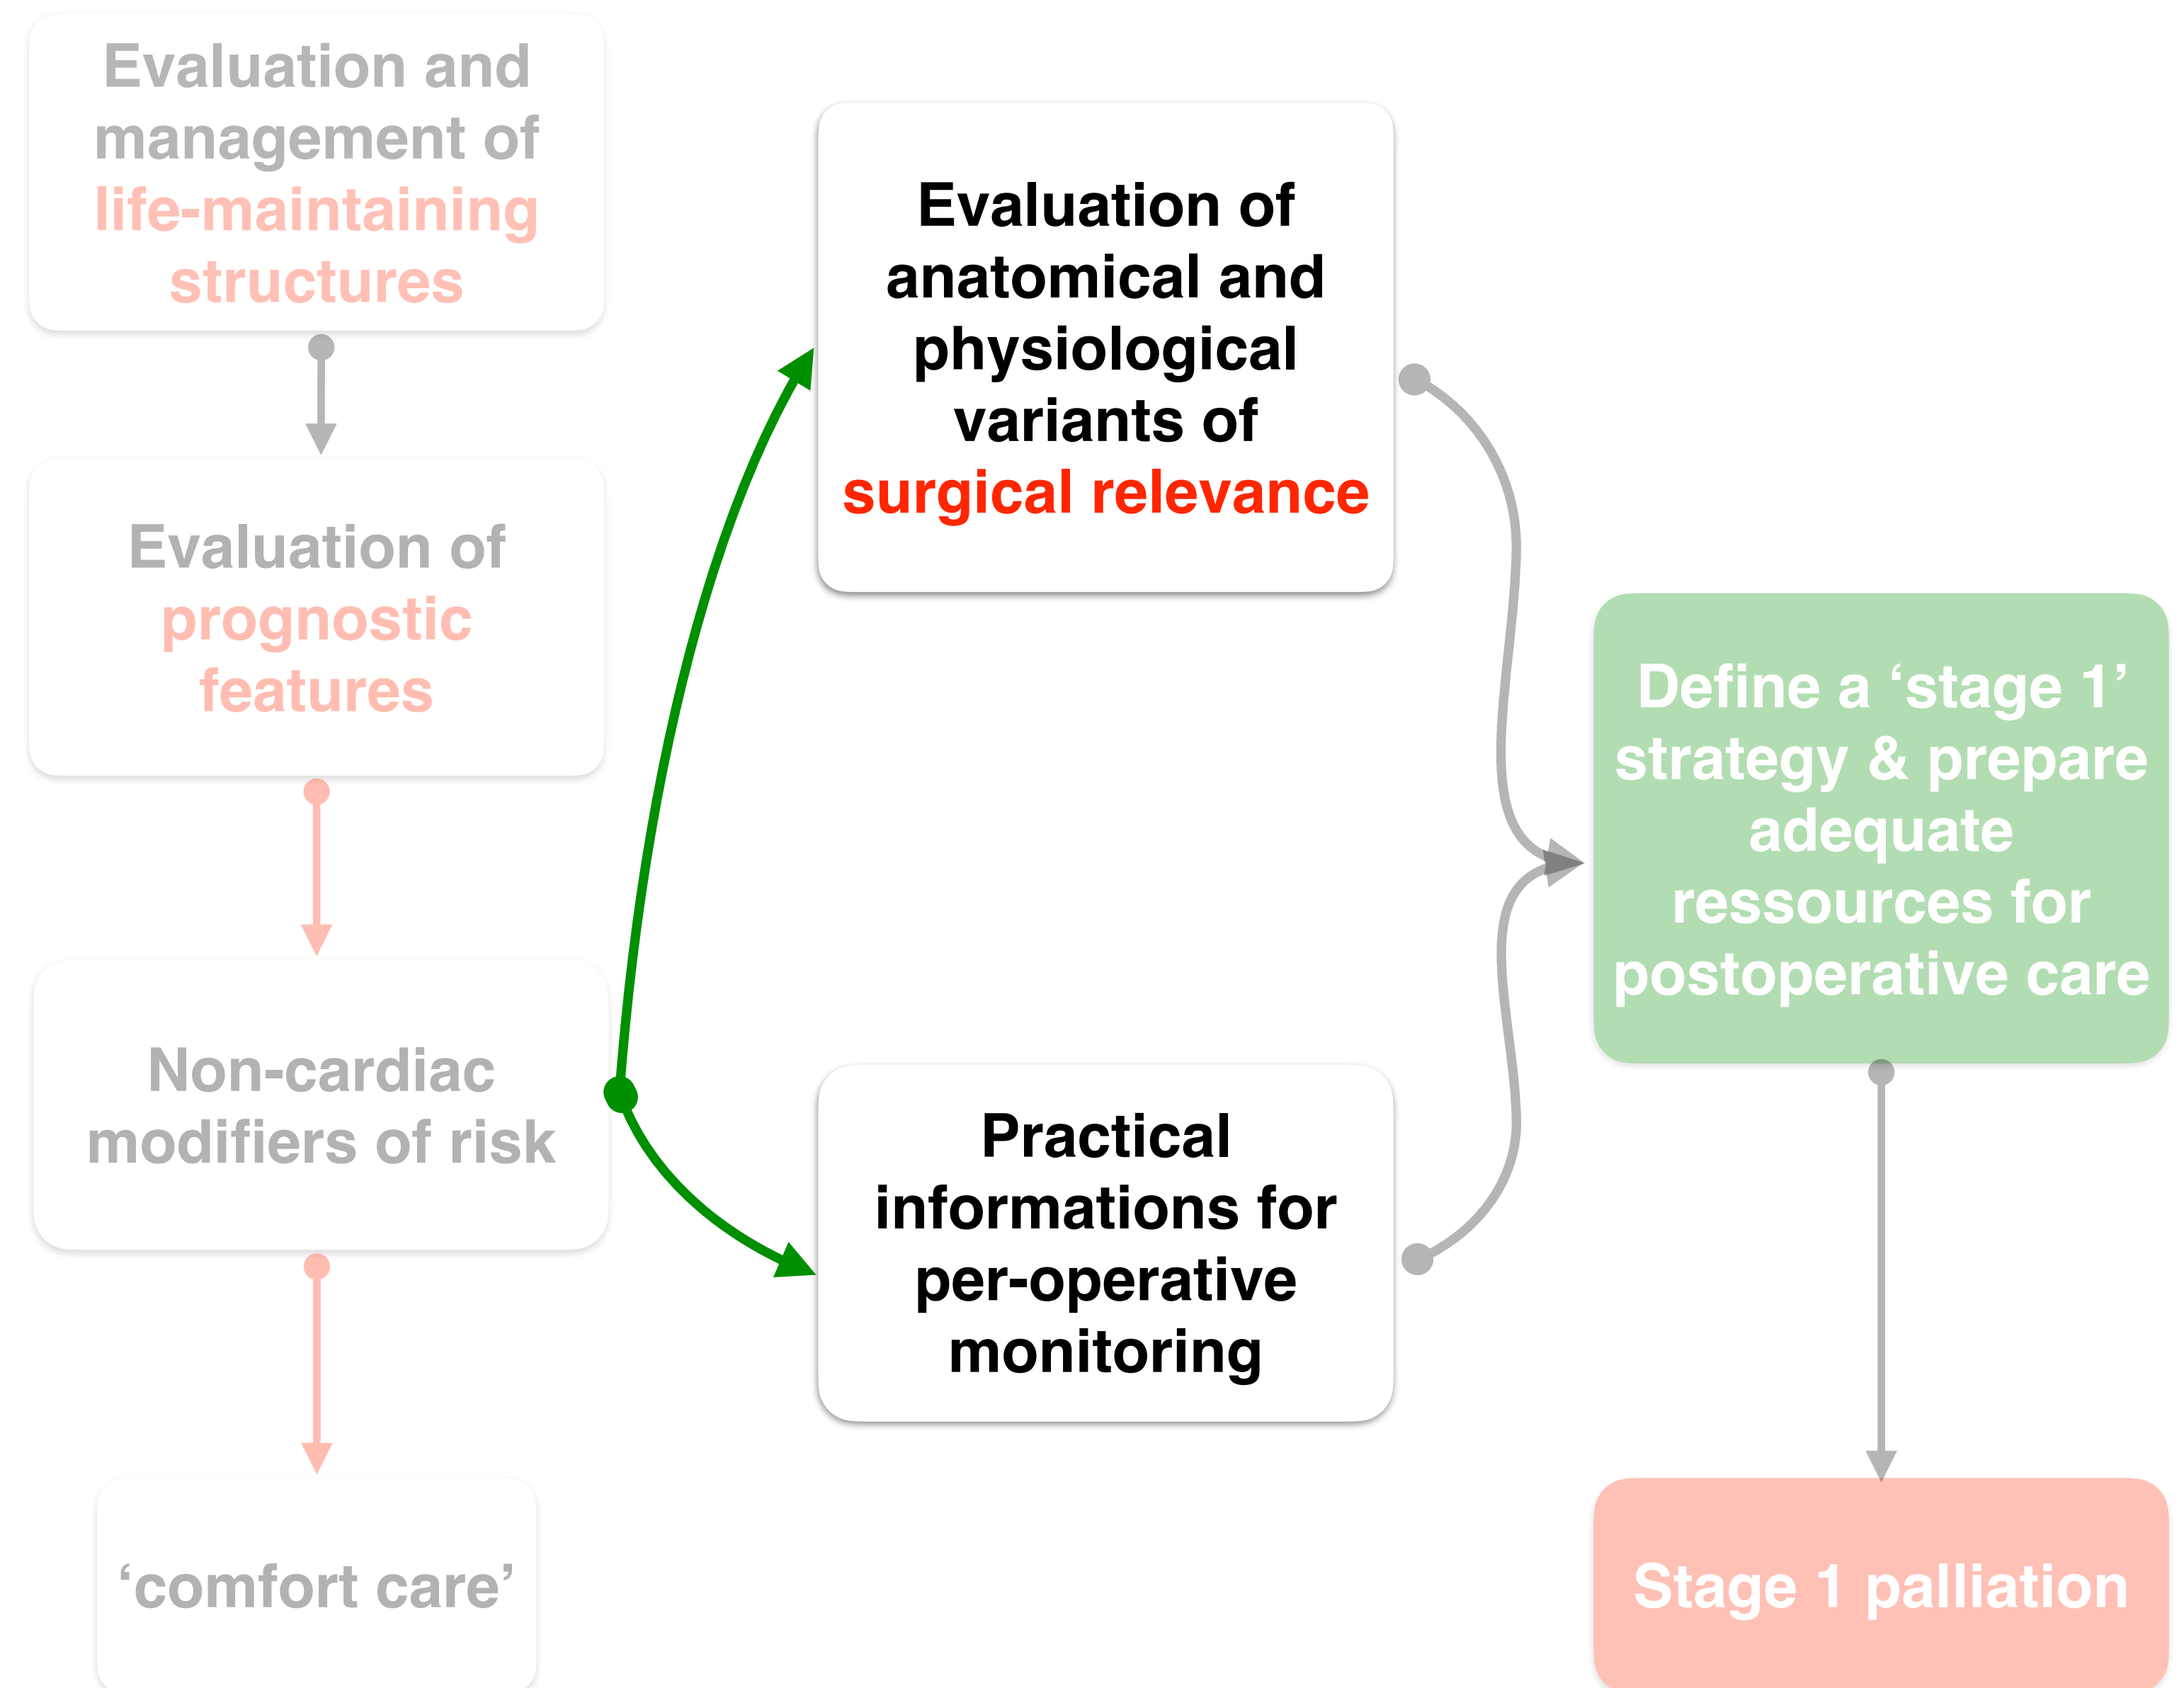 Evaluation and
management of
life-maintaining
structures
Evaluation of
prognostic
features
Non-cardiac
modifiers of risk
‘comfort care’
Evaluation of
anatomical and
physiological
variants of
surgical relevance
Practical
informations for
per-operative
monitoring
Define a ‘stage 1’
strategy & prepare
adequate
ressources for
postoperative care
Stage 1 palliation